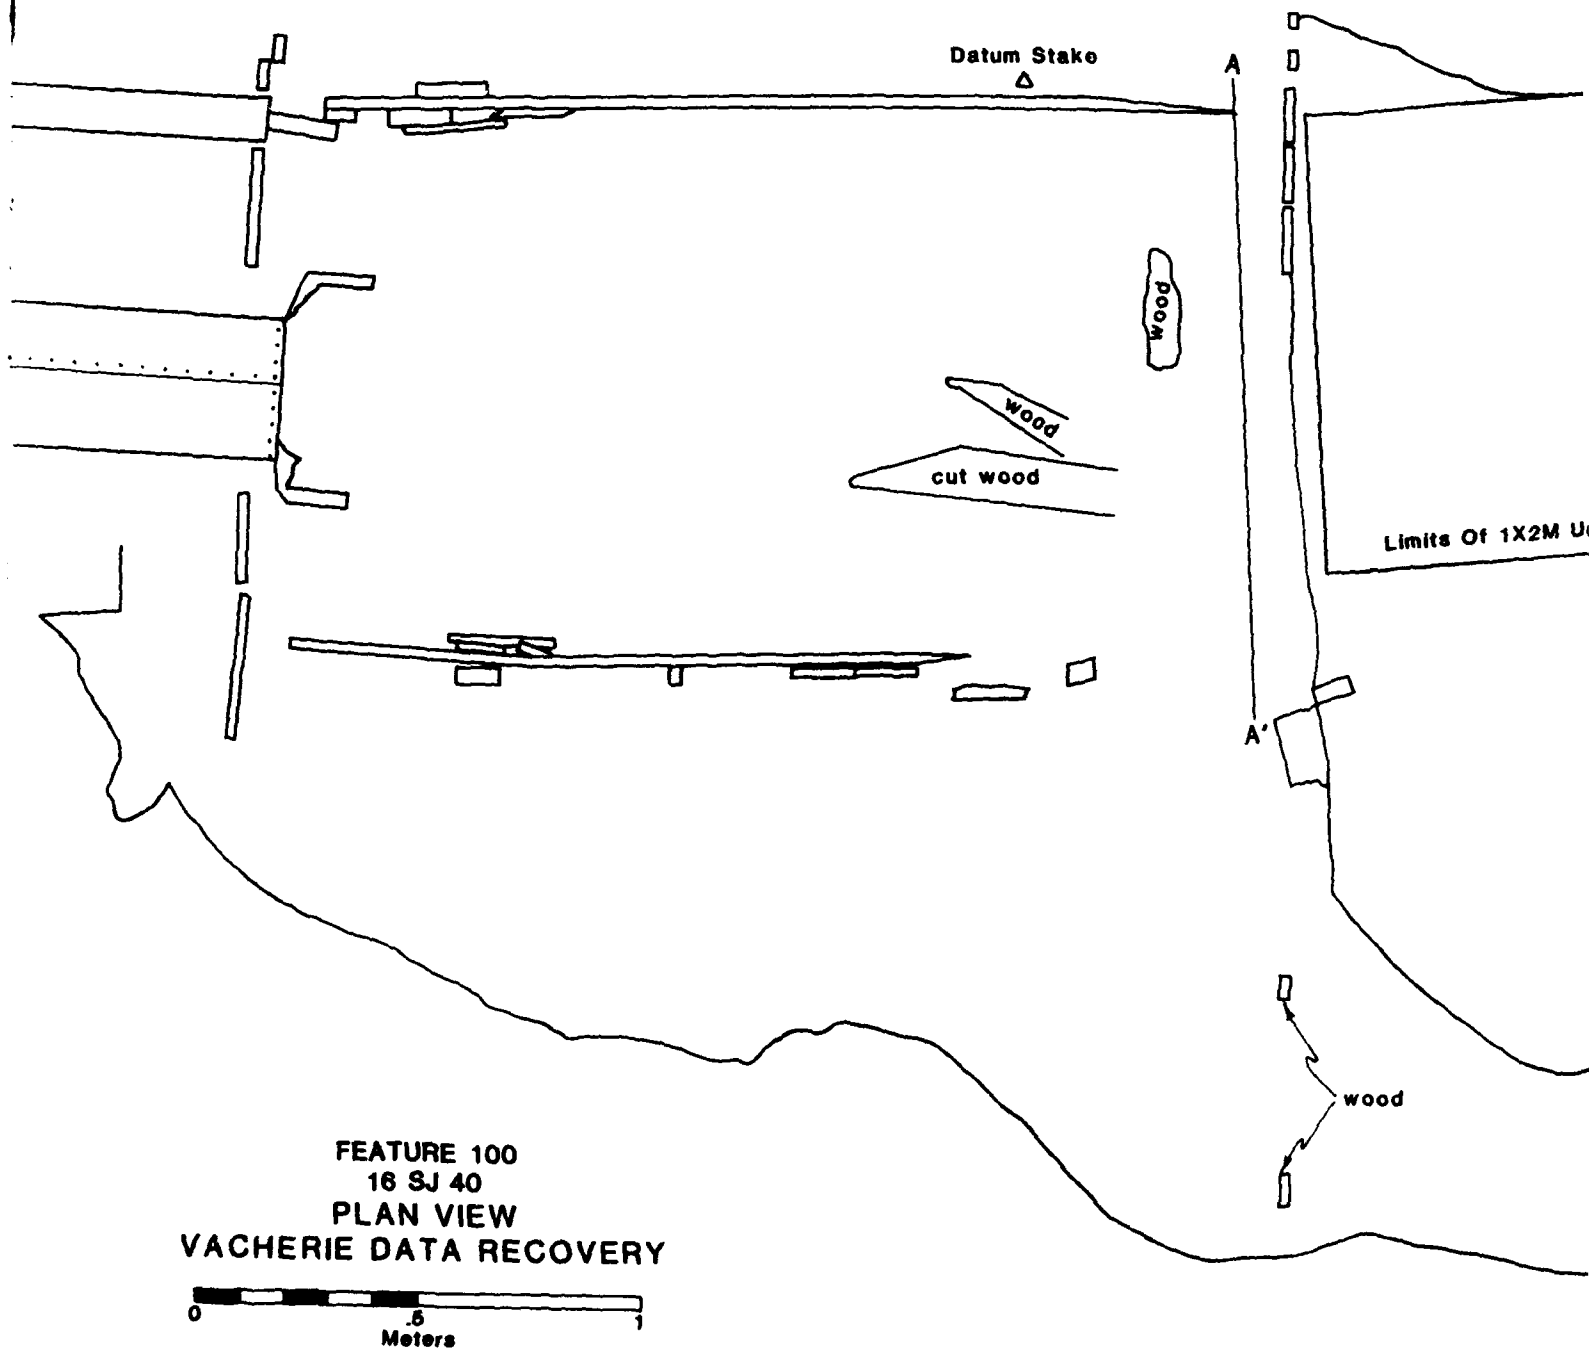 Datum Stake
A
wood
wood
cut wood
Limits Of 1X2M
A'
wood
FEATURE 100
16 SJ 40
PLAN VIEW
VACHERIE DATA RECOVERY
0 .5 1
Meters